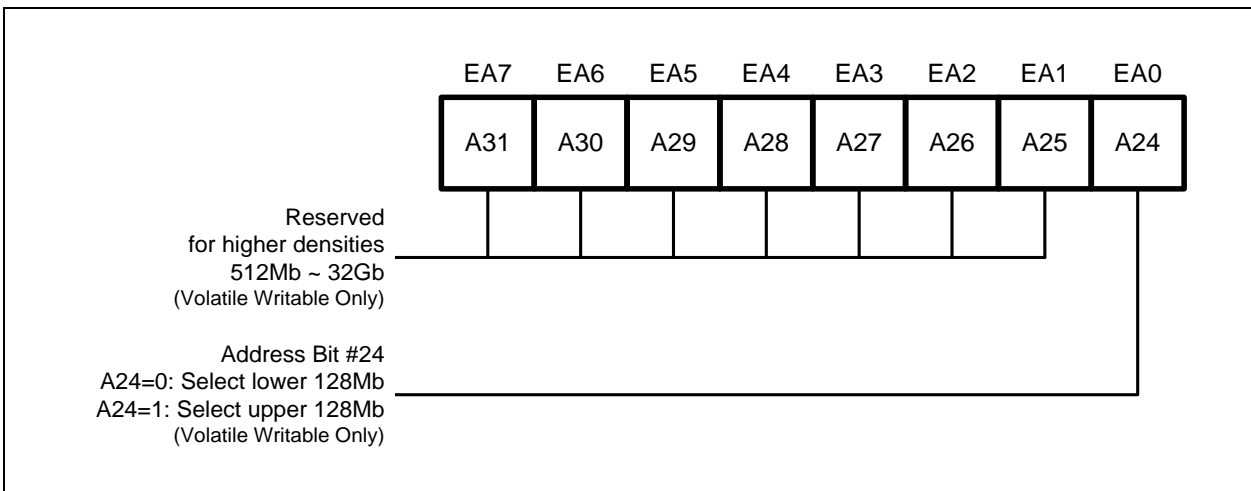 EA7 EA6 EA5 EA4 EA3 EA2 EA1 EA0
A31 A30 A29 A28 A27 A26 A25 A24
Reserved
for higher densities
512Mb ~ 32Gb
(Volatile Writable Only)
Address Bit #24
A24=0: Select lower 128Mb
A24=1: Select upper 128Mb
(Volatile Writable Only)